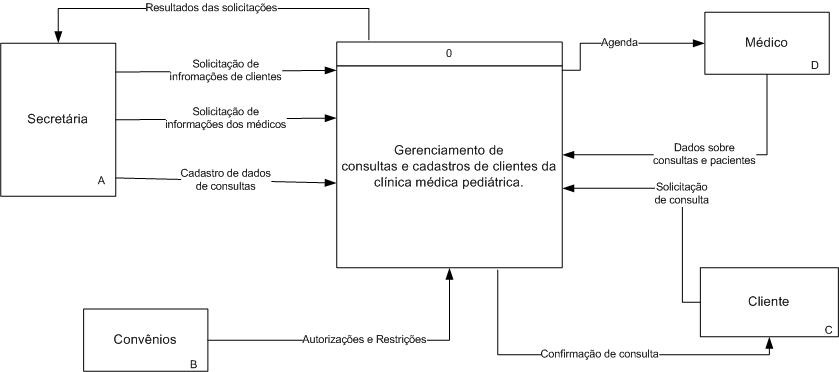 Resultados das solicitações
Secretária
A
Solicitação de
infromações de clientes
Solicitação de
informações dos médicos
Cadastro de dados
de consultas
0
Gerenciamento de
consultas e cadastros de clientes da
clínica médica pediátrica.
Agenda
Médico
D
Dados sobre
consultas e pacientes
Solicitação
de consulta
Cliente
C
Convênios
B
Autorizações e Restrições
Confirmação de consulta